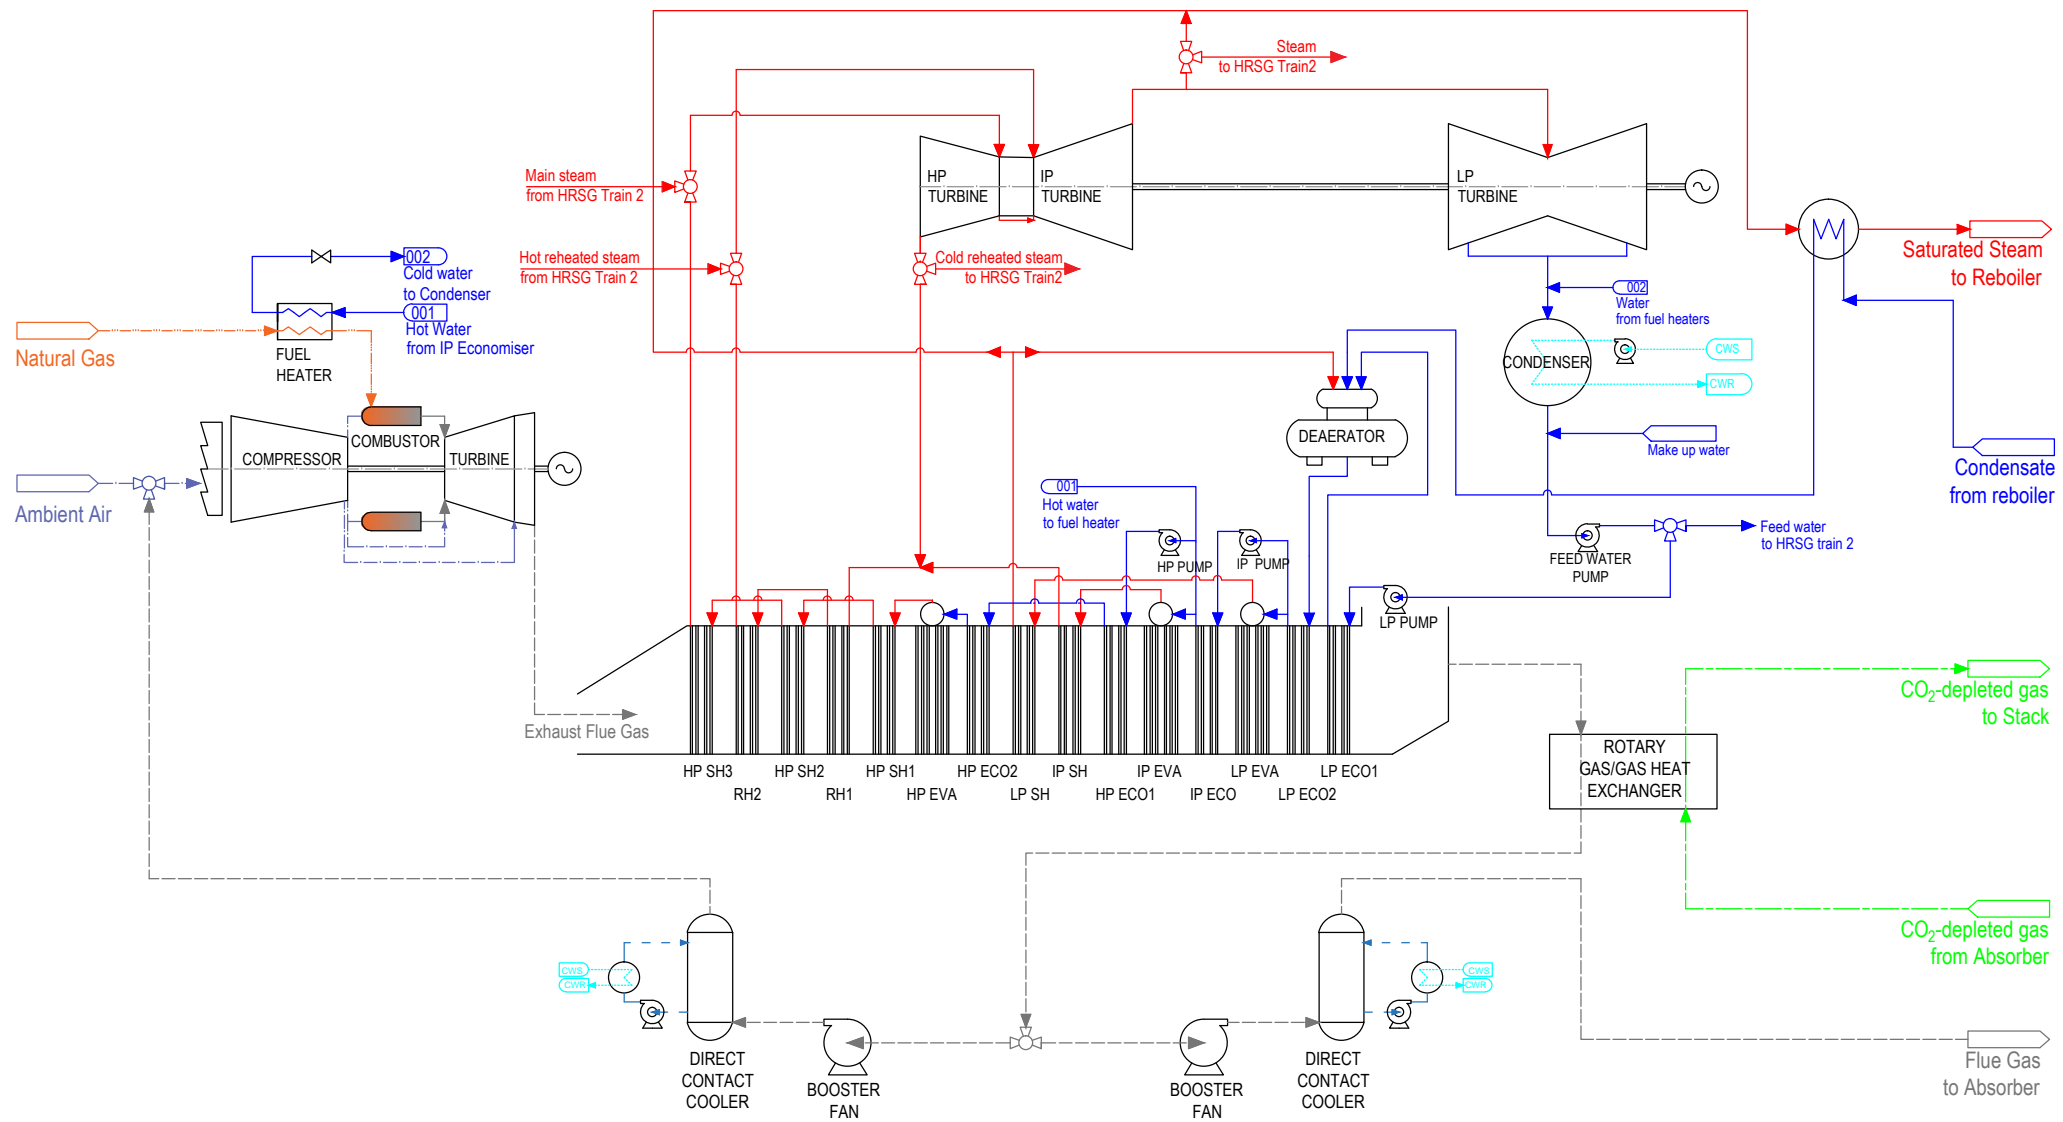 Steam
to HRSG Train2
Main steam
from HRSG Train 2
HP
TURBINE
IP
TURBINE
LP
TURBINE
Hot reheated steam
from HRSG Train 2
Cold reheated steam
to HRSG Train2
Saturated Steam
to Reboiler
002
Cold water
to Condenser
001
Hot Water
from IP Economiser
Natural Gas
FUEL
HEATER
002
Water
from fuel heaters
CONDENSER
CWS
CWR
COMBUSTOR
COMPRESSOR
TURBINE
DEAERATOR
Make up water
Condensate
from reboiler
Ambient Air
001
Hot water
to fuel heater
HP PUMP
IP PUMP
FEED WATER
PUMP
Feed water
to HRSG train 2
LP PUMP
Exhaust Flue Gas
HP SH3
HP SH2
HP SH1
HP ECO2
IP SH
IP EVA
LP EVA
LP ECO1
RH2
RH1
HP EVA
LP SH
HP ECO1
IP ECO
LP ECO2
ROTARY
GAS/GAS HEAT
EXCHANGER
CO2-depleted gas
to Stack
CO2-depleted gas
from Absorber
CWS
CWR
CWS
CWR
DIRECT
CONTACT
COOLER
BOOSTER
FAN
BOOSTER
FAN
DIRECT
CONTACT
COOLER
Flue Gas
to Absorber